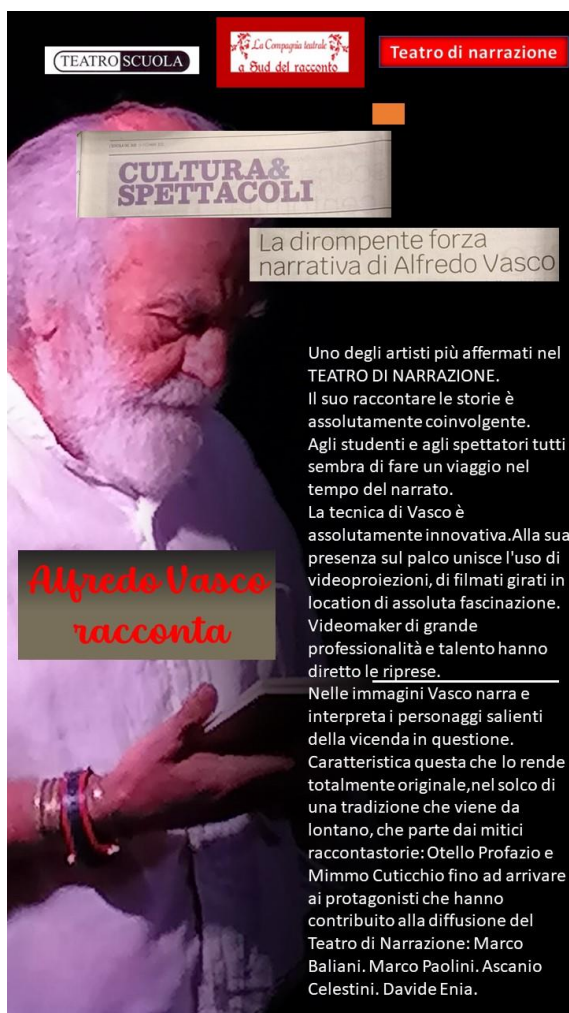 TEATRO SCUOLA
La Compagnia teatrale
a Sud del racconto
Teatro di narrazione
CULTURA&
SPETTACOLI
La dirompente forza
narrativa di Alfredo Vasco
Uno degli artisti più affermati nel
TEATRO DI NARRAZIONE.
Il suo raccontare le storie è
assolutamente coinvolgente.
Agli studenti e agli spettatori tutti
sembra di fare un viaggio nel
tempo del narrato.
La tecnica di Vasco è
assolutamente innovativa.Alla sua
presenza sul palco unisce l'uso di
videoproiezioni, di filmati girati in
location di assoluta fascinazione.
Videomaker di grande
professionalità e talento hanno
diretto le riprese.
Nelle immagini Vasco narra e
interpreta i personaggi salienti
della vicenda in questione.
Caratteristica questa che lo rende
totalmente originale,nel solco di
una tradizione che viene da
lontano, che parte dai mitici
raccontastorie: Otello Profazio e
Mimmo Cuticchio fino ad arrivare
ai protagonisti che hanno
contribuito alla diffusione del
Teatro di Narrazione: Marco
Baliani. Marco Paolini. Ascanio
Celestini. Davide Enia.
Alfredo Vasco
racconta